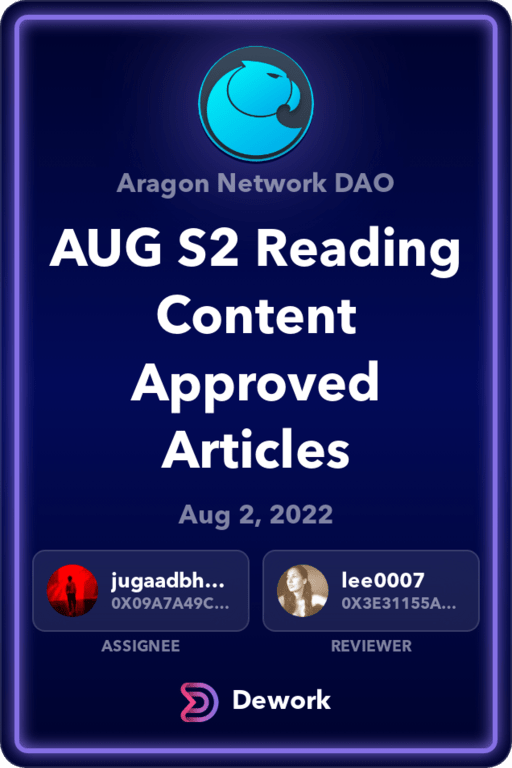 Aragon Network DAO
AUG S2 Reading
Content
Approved
Articles
Aug 2, 2022
jugaadbh...
0X09A7A49C...
lee0007
0X3E31155A...
ASSIGNEE
REVIEWER
Dework